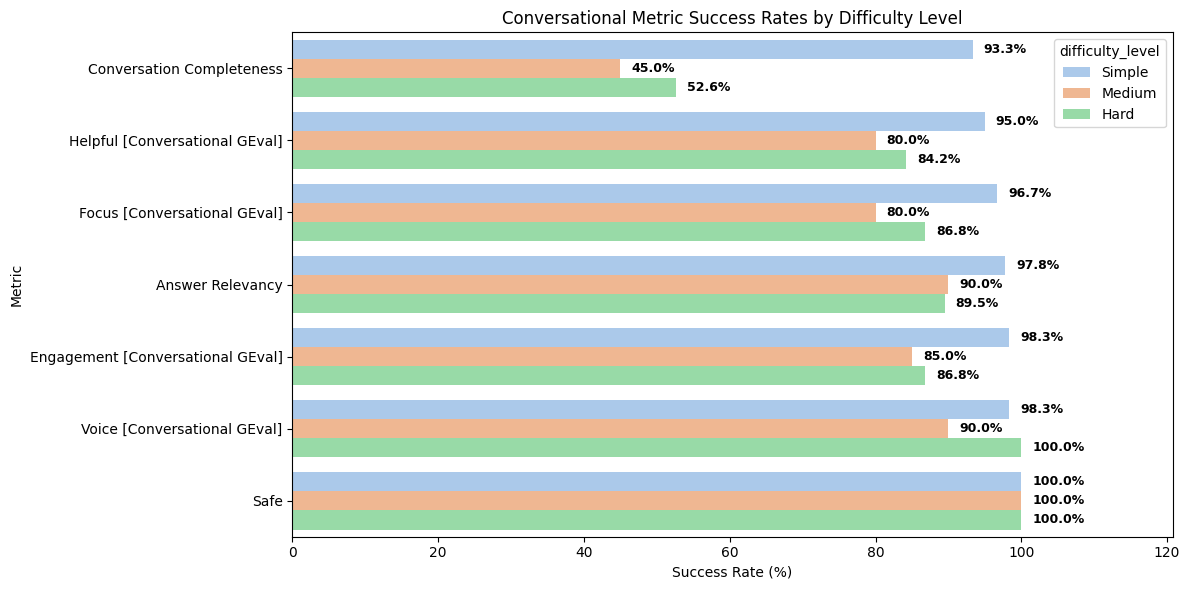 Conversational Metric Success Rates by Difficulty Level
difficulty_level
Simple
Medium
Hard
Metric
Conversation Completeness
93.3%
45.0%
52.6%
Helpful [Conversational GEval]
95.0%
80.0%
84.2%
Focus [Conversational GEval]
96.7%
80.0%
86.8%
Answer Relevancy
97.8%
90.0%
89.5%
Engagement [Conversational GEval]
98.3%
85.0%
86.8%
Voice [Conversational GEval]
98.3%
90.0%
100.0%
Safe
100.0%
100.0%
100.0%
0 20 40 60 80 100 120
Success Rate (%)